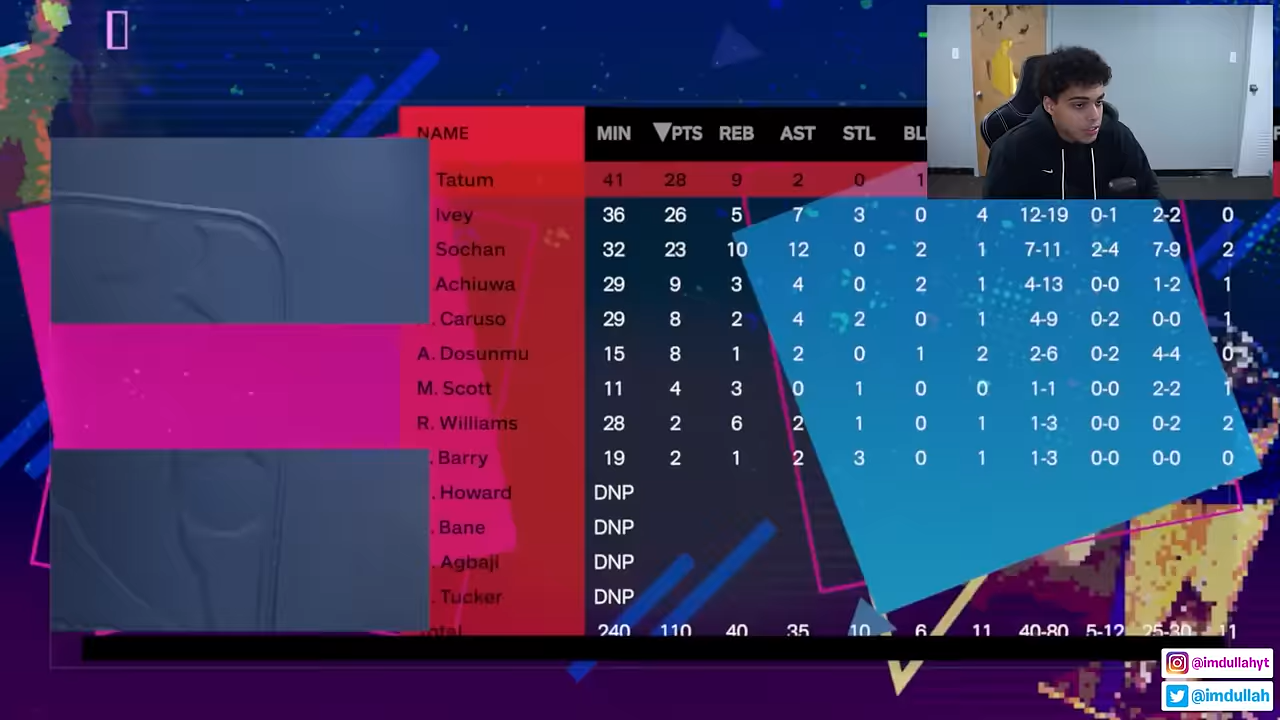 NAME MIN ▼PTS REB AST STL
Tatum 41 28 9 2 0 1
Ivey 36 26 5 7 3 0 4 12-19 0-1 2-2 0
Sochan 32 23 10 12 0 2 1 7-11 2-4 7-9 2
Achiuwa 29 9 3 4 0 2 1 4-13 0-0 1-2 1
. Caruso 29 8 2 4 2 0 1 4-9 0-2 0-0 1
A. Dosunmu 15 8 1 2 0 1 2 2-6 0-2 4-4 0
M. Scott 11 4 3 0 1 0 0 1-1 0-0 2-2 1
R. Williams 28 2 6 2 1 0 1 1-3 0-0 0-2 2
. Barry 19 2 1 2 3 0 1 1-3 0-0 0-0 0
. Howard DNP
. Bane DNP
. Agbaji DNP
. Tucker DNP
240 110 40 35 10 6 11 40-80 5-12 25-30 11
@imdullahyt
@imdullah